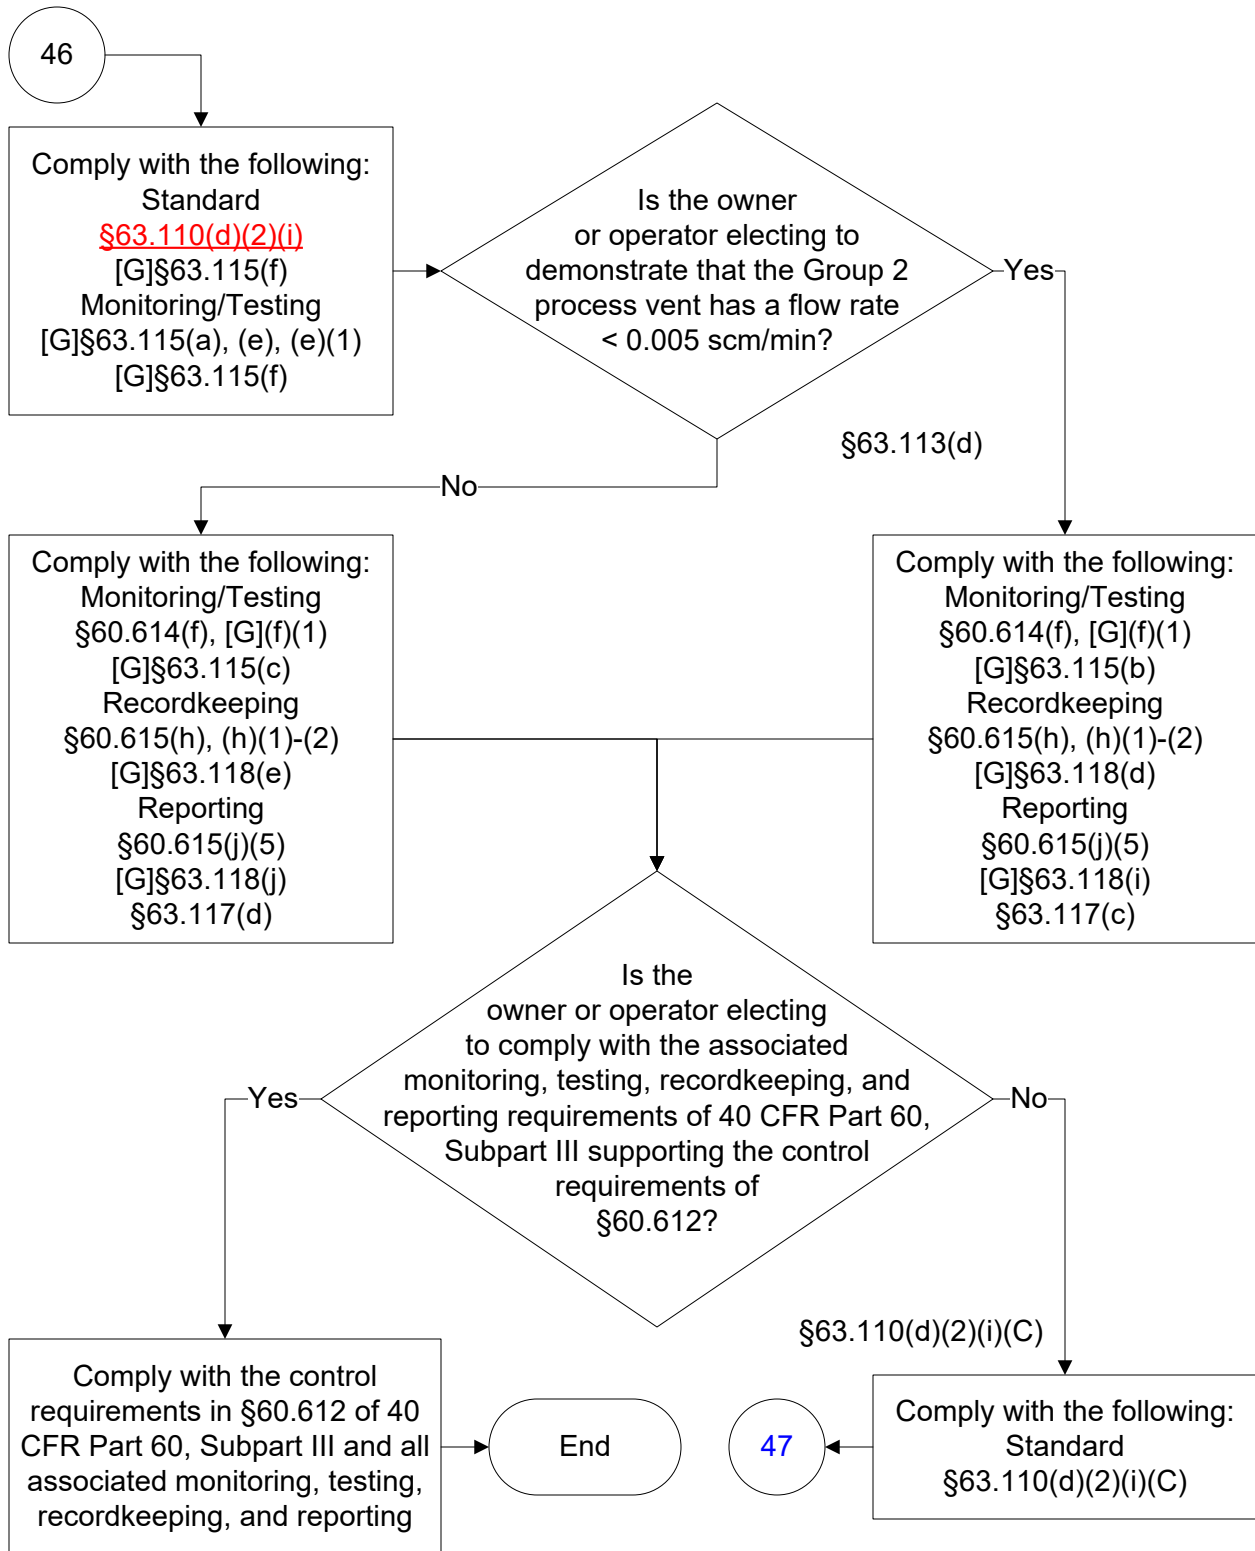 46
Comply with the following:
Standard
§63.110(d)(2)(i)
[G]§63.115(f)
Monitoring/Testing
[G]§63.115(a), (e), (e)(1)
[G]§63.115(f)
Is the owner
or operator electing to
demonstrate that the Group 2
process vent has a flow rate
< 0.005 scm/min?
Yes
§63.113(d)
No
Comply with the following:
Monitoring/Testing
§60.614(f), [G](f)(1)
[G]§63.115(c)
Recordkeeping
§60.615(h), (h)(1)-(2)
[G]§63.118(e)
Reporting
§60.615(j)(5)
[G]§63.118(j)
§63.117(d)
Comply with the following:
Monitoring/Testing
§60.614(f), [G](f)(1)
[G]§63.115(b)
Recordkeeping
§60.615(h), (h)(1)-(2)
[G]§63.118(d)
Reporting
§60.615(j)(5)
[G]§63.118(i)
§63.117(c)
Is the
owner or operator electing
to comply with the associated
monitoring, testing, recordkeeping, and
reporting requirements of 40 CFR Part 60,
Subpart III supporting the control
requirements of
§60.612?
Yes
No
§63.110(d)(2)(i)(C)
Comply with the control
requirements in §60.612 of 40
CFR Part 60, Subpart III and all
associated monitoring, testing,
recordkeeping, and reporting
End
47
Comply with the following:
Standard
§63.110(d)(2)(i)(C)